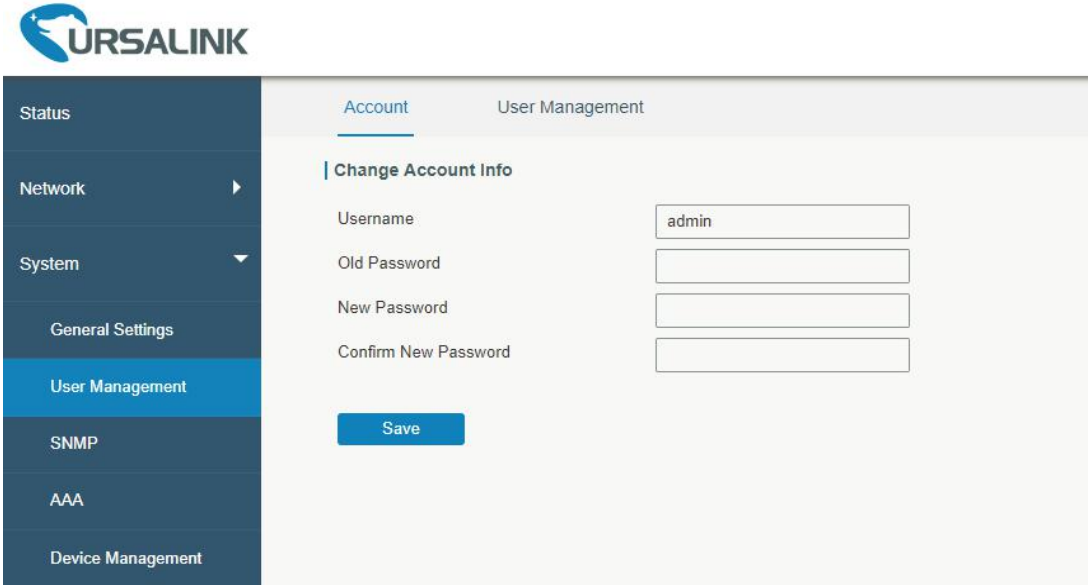 URSALINK
Status
Network
System
General Settings
User Management
SNMP
AAA
Device Management
Account User Management
Change Account Info
Username admin
Old Password
New Password
Confirm New Password
Save